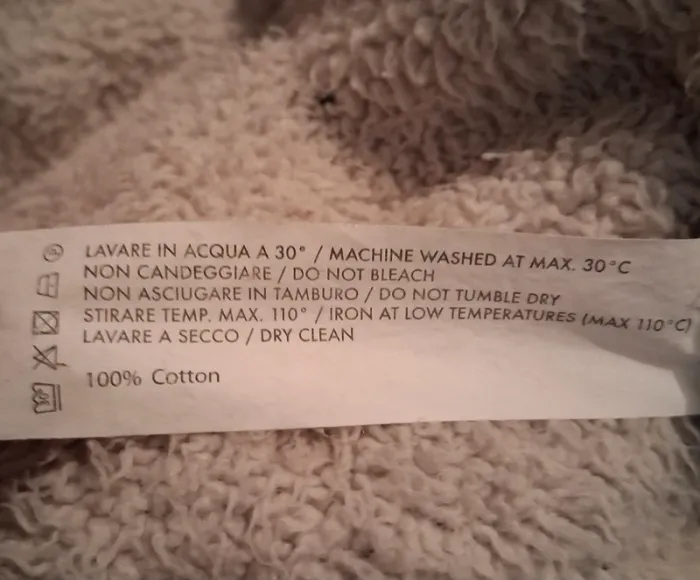 LAVARE IN ACQUA A 30° / MACHINE WASHED AT MAX. 30°C
NON CANDEGGIARE / DO NOT BLEACH
NON ASCIUGARE IN TAMBURO / DO NOT TUMBLE DRY
STIRARE TEMP. MAX. 110° / IRON AT LOW TEMPERATURES (MAX 110°C)
LAVARE A SECCO / DRY CLEAN
100% Cotton